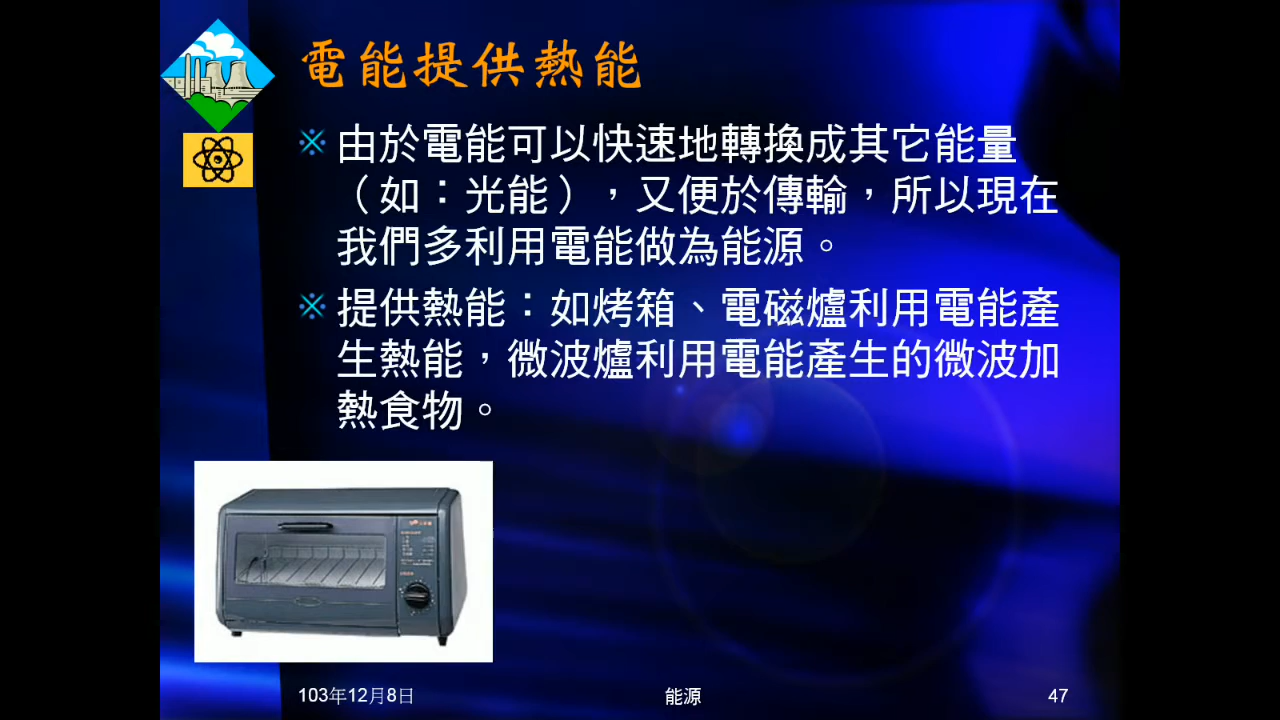 電能提供熱能
※由於電能可以快速地轉換成其它能量
（如：光能），又便於傳輸，所以現在
我們多利用電能做為能源。
※提供熱能：如烤箱、電磁爐利用電能產
生熱能，微波爐利用電能產生的微波加
熱食物。
103年12月8日
能源
47